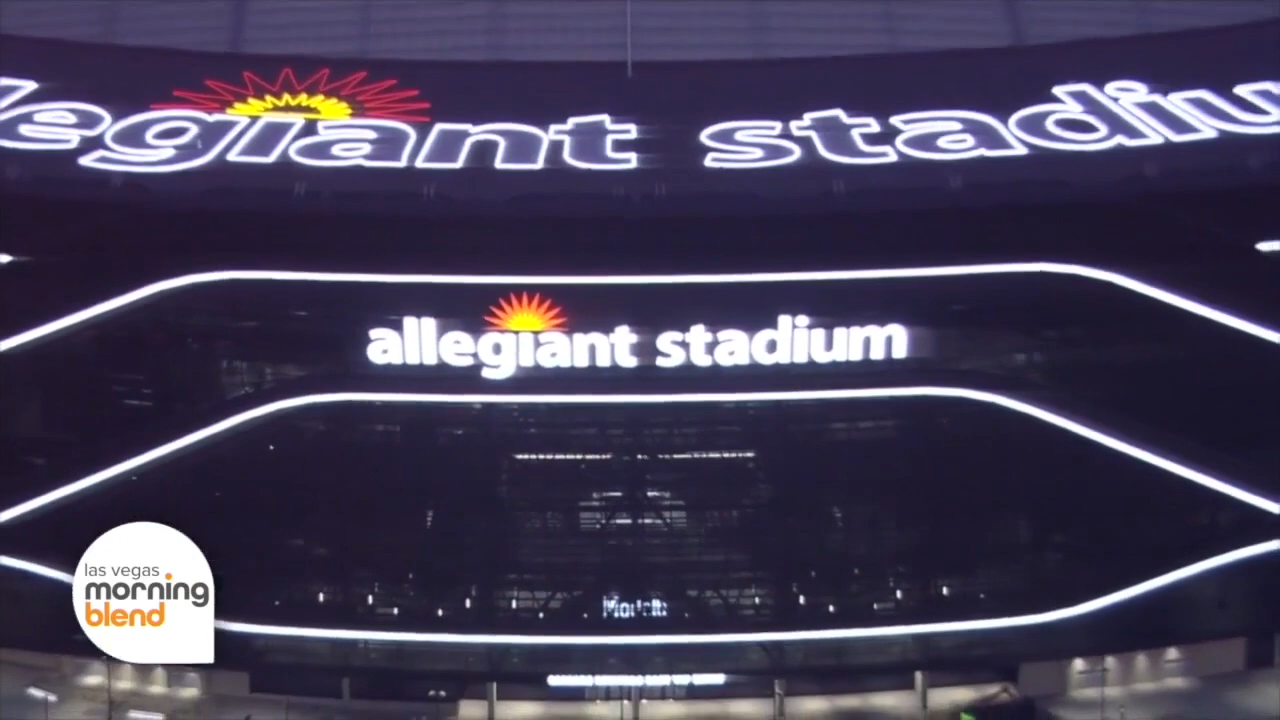 legiant stadiu
allegiant stadium
las vegas
morning
blend